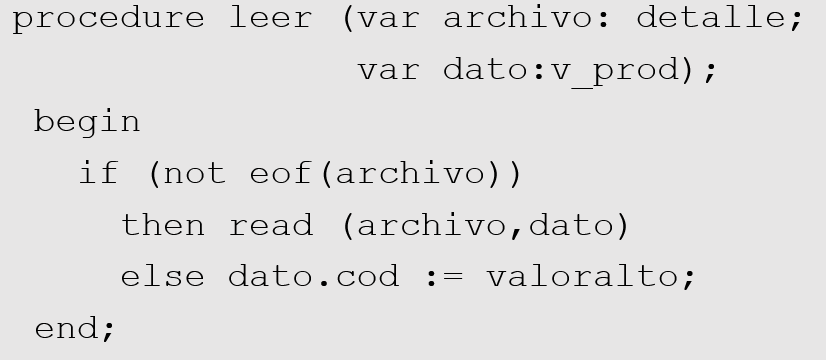 procedure leer (var archivo: detalle;
var dato:v_prod);
begin
if (not eof(archivo))
then read (archivo,dato)
else dato.cod := valoralto;
end;